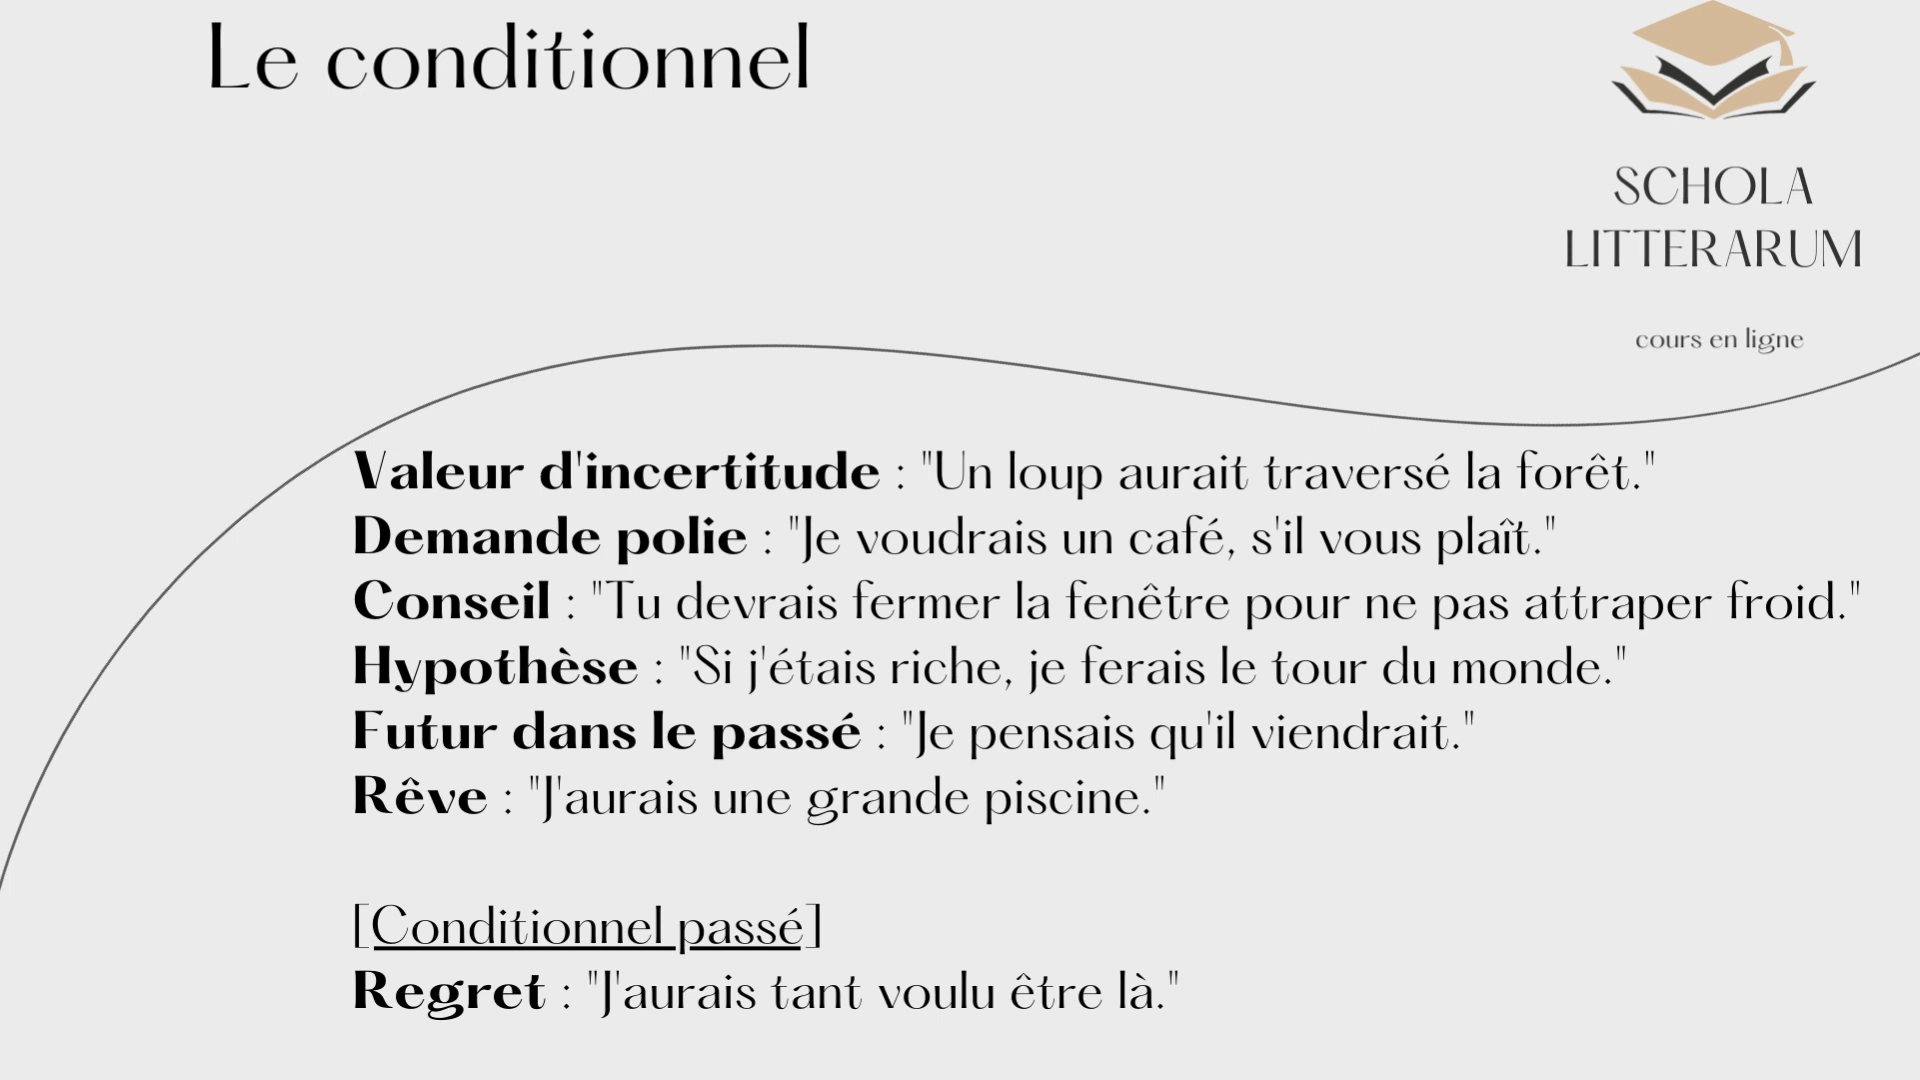 Le conditionnel
SCHOLA
LITTERARUM
cours en ligne
Valeur d'incertitude : "Un loup aurait traversé la forêt."
Demande polie : "Je voudrais un café, s'il vous plaît."
Conseil : "Tu devrais fermer la fenêtre pour ne pas attraper froid."
Hypothèse : "Si j'étais riche, je ferais le tour du monde."
Futur dans le passé : "Je pensais qu'il viendrait."
Rêve : "J'aurais une grande piscine."
[Conditionnel passé]
Regret : "J'aurais tant voulu être là."